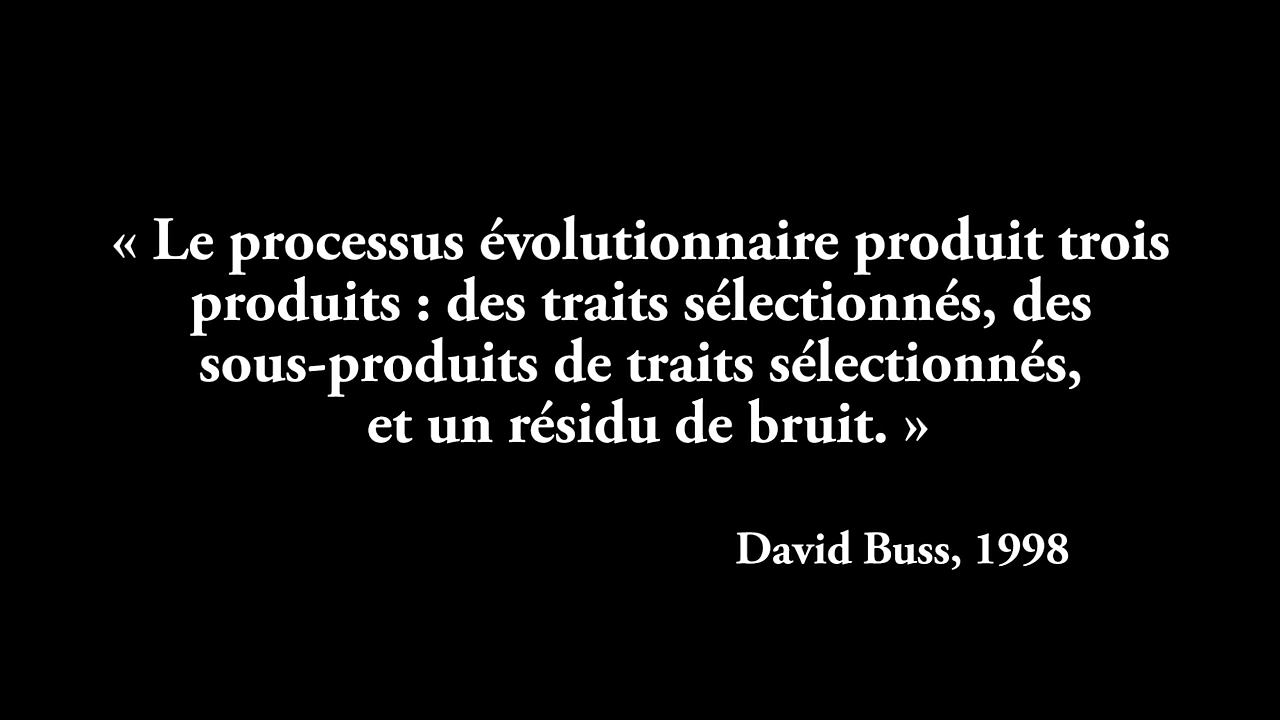 « Le processus évolutionnaire produit trois
produits : des traits sélectionnés, des
sous-produits de traits sélectionnés,
et un résidu de bruit. »
David Buss, 1998